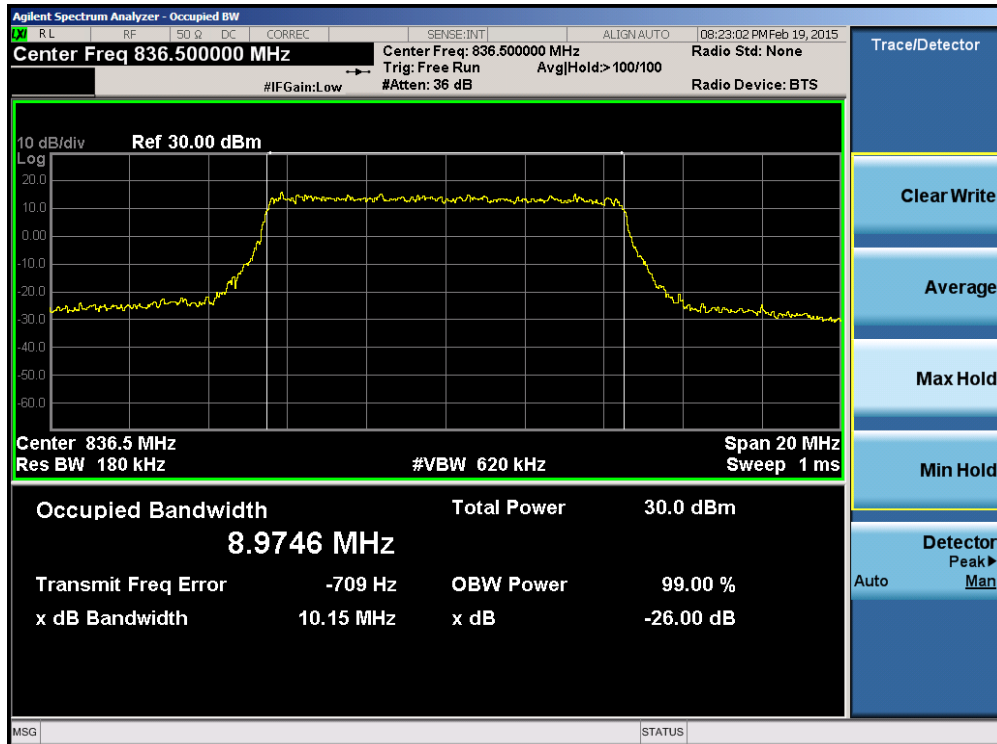 Agilent Spectrum Analyzer - Occupied BW
LXI RL RF 50 Ω DC CORREC SENSE:INT ALIGN AUTO 08:23:02 PM Feb 19, 2015
Center Freq 836.500000 MHz
Center Freq: 836.500000 MHz
Radio Std: None
Trig: Free Run Avg|Hold:>100/100
#IFGain:Low
#Atten: 36 dB
Radio Device: BTS
10 dB/div Ref 30.00 dBm
Log
20.0
10.0
0.00
-10.0
-20.0
-30.0
-40.0
-50.0
-60.0
Center 836.5 MHz Span 20 MHz
Res BW 180 kHz #VBW 620 kHz Sweep 1 ms
Occupied Bandwidth Total Power 30.0 dBm
8.9746 MHz
Transmit Freq Error -709 Hz OBW Power 99.00 %
x dB Bandwidth 10.15 MHz x dB -26.00 dB
Trace/Detector
Clear Write
Average
Max Hold
Min Hold
Detector
Peak▶
Auto Man
MSG STATUS